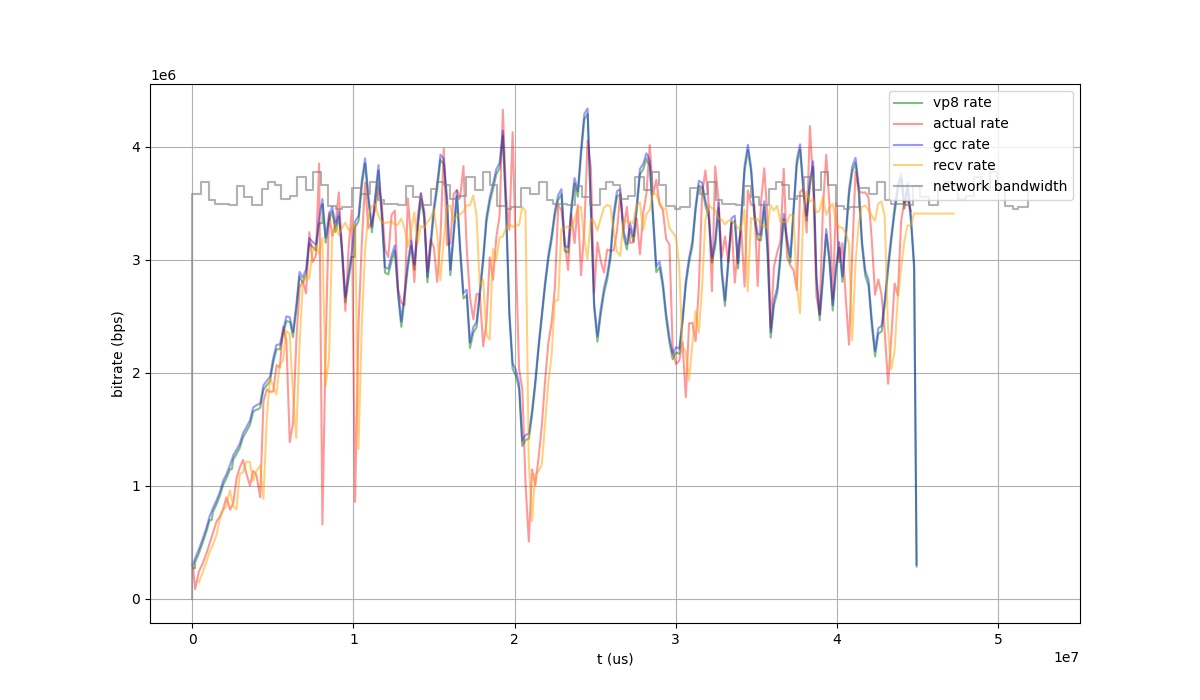 1e6
4
3
2
1
0
bitrate (bps)
vp8 rate
actual rate
gcc rate
recv rate
network bandwidth
0
1
2
3
4
5
t (us)
1e7